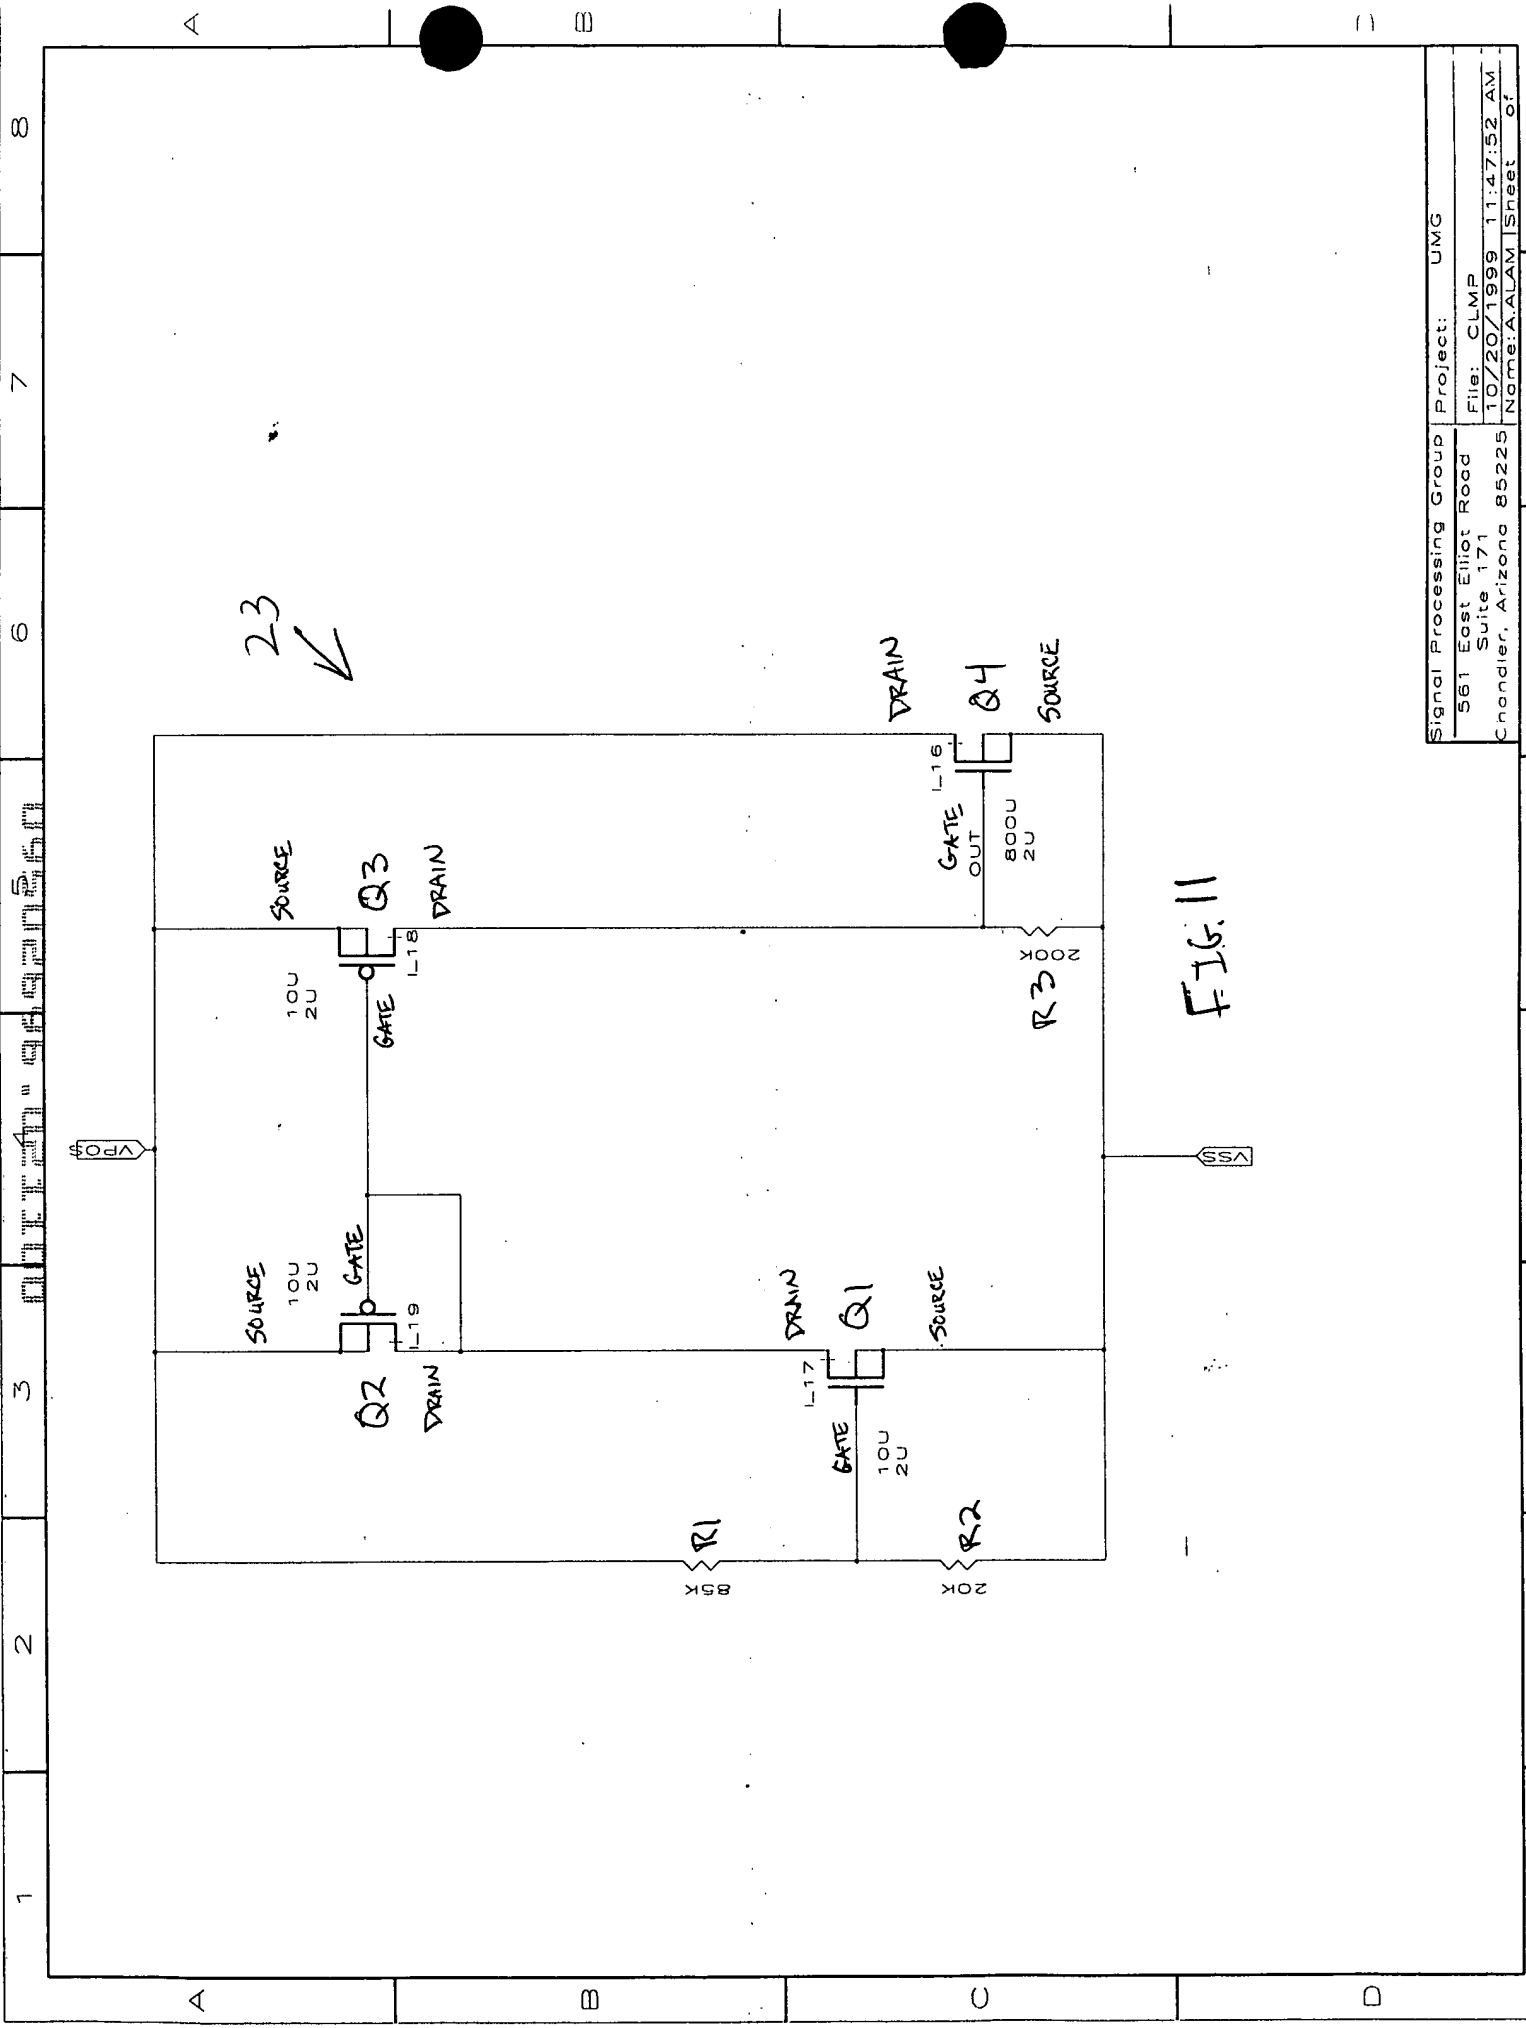 1 2 3 4 5 6 7 8
A
B
C
D
A
B
VPOS
23
SOURCE
10U
2U
GATE
I_19
Q2
DRAIN
SOURCE
10U
2U
GATE
I_18
Q3
DRAIN
R1
85K
R2
20K
GATE
10U
2U
I_17
DRAIN
Q1
SOURCE
DRAIN
I_16
GATE
OUT
800U
2U
Q4
SOURCE
R3
200K
VSS
FIG. 11
Signal Processing Group
561 East Elliot Road
Suite 171
Chandler, Arizona 85225
Project: UMG
File: CLMP
10/20/1999 11:47:52 AM
Name: A.ALAM Sheet of